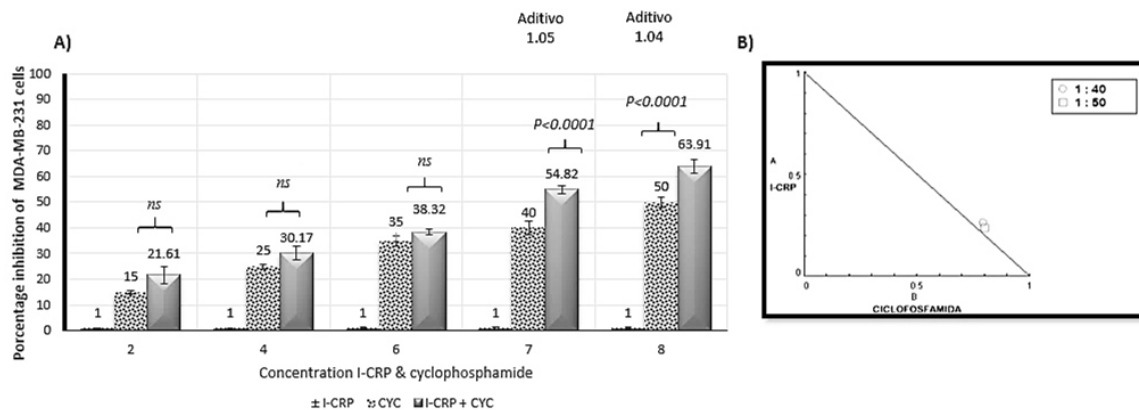 A)
Aditivo
1.05
Aditivo
1.04
B)
Porcentage inhibition of MDA-MB-231 cells
100
90
80
70
60
50
40
30
20
10
0
ns
ns
ns
P<0.0001
P<0.0001
1
15
21.61
1
25
30.17
1
35
38.32
1
40
54.82
1
50
63.91
2
4
6
7
8
Concentration I-CRP & cyclophosphamide
I-CRP CYC I-CRP + CYC
1 : 40
1 : 50
1
A
0 5
I-CRP
0
0
0 5
1
B
CICLOFOSFAMIDA